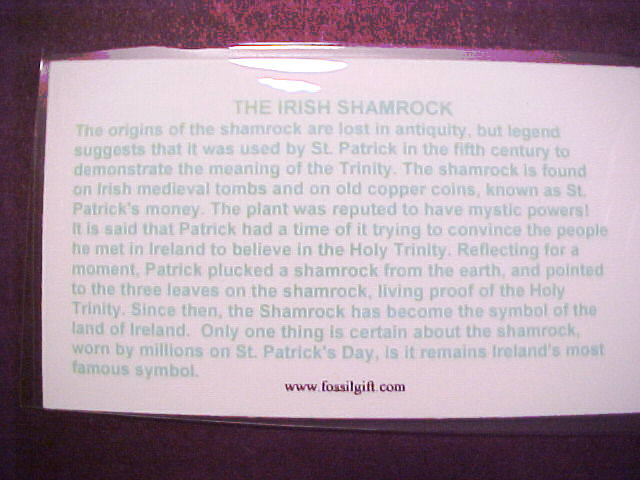 THE IRISH SHAMROCK
The origins of the shamrock are lost in antiquity, but legend
suggests that it was used by St. Patrick in the fifth century to
demonstrate the meaning of the Trinity. The shamrock is found
on Irish medieval tombs and on old copper coins, known as St.
Patrick's money. The plant was reputed to have mystic powers!
It is said that Patrick had a time of it trying to convince the people
he met in Ireland to believe in the Holy Trinity. Reflecting for a
moment, Patrick plucked a shamrock from the earth, and pointed
to the three leaves on the shamrock, living proof of the Holy
Trinity. Since then, the Shamrock has become the symbol of the
land of Ireland. Only one thing is certain about the shamrock,
worn by millions on St. Patrick's Day, is it remains Ireland's most
famous symbol.
www.fossilgift.com